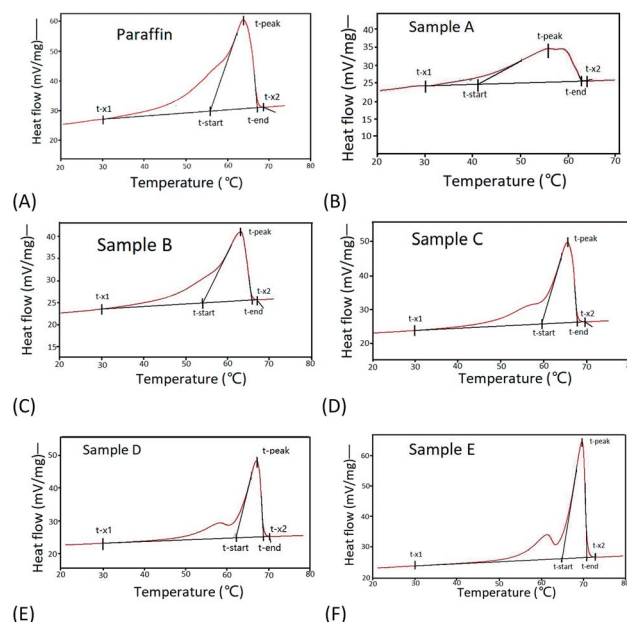 Paraffin
Heat flow (mV/mg)—
60
50
40
30
20
t-peak
t-x1
t-start
t-x2
t-end
20 30 40 50 60 70 80
Temperature (℃)
(A)
Sample A
Heat flow (mV/mg)—
35
30
25
20
15
10
t-peak
t-x1
t-start
t-x2
t-end
20 30 40 50 60 70
Temperature (℃)
(B)
Sample B
Heat flow (mV/mg)—
40
35
30
25
20
15
t-peak
t-x1
t-start
t-x2
t-end
20 30 40 50 60 70 80
Temperature (℃)
(C)
Sample C
Heat flow (mV/mg)—
50
40
30
20
t-peak
t-x1
t-start
t-x2
t-end
20 30 40 50 60 70 80
Temperature (℃)
(D)
Sample D
Heat flow (mV/mg)—
50
40
30
20
t-peak
t-x1
t-start
t-x2
t-end
20 30 40 50 60 70 80
Temperature (℃)
(E)
Sample E
Heat flow (mV/mg)—
60
50
40
30
20
t-peak
t-x1
t-start
t-x2
t-end
20 30 40 50 60 70 80
Temperature (℃)
(F)